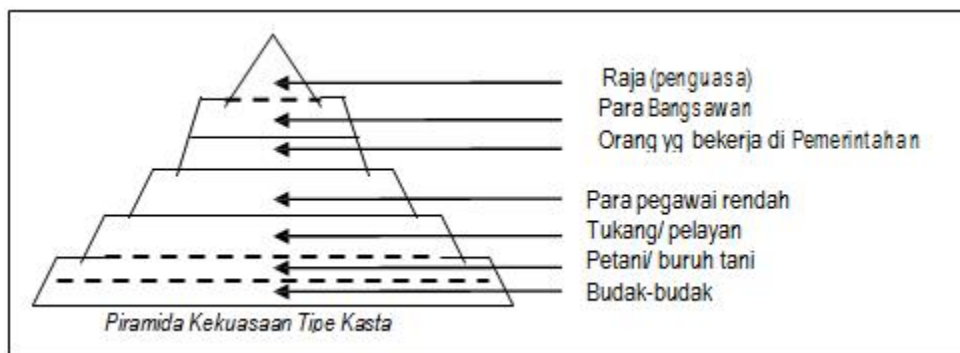 Raja (penguasa)
Para Bangsawan
Orang yg bekerja di Pemerintahan
Para pegawai rendah
Tukang/ pelayan
Petani/ buruh tani
Budak-budak
Piramida Kekuasaan Tipe Kasta